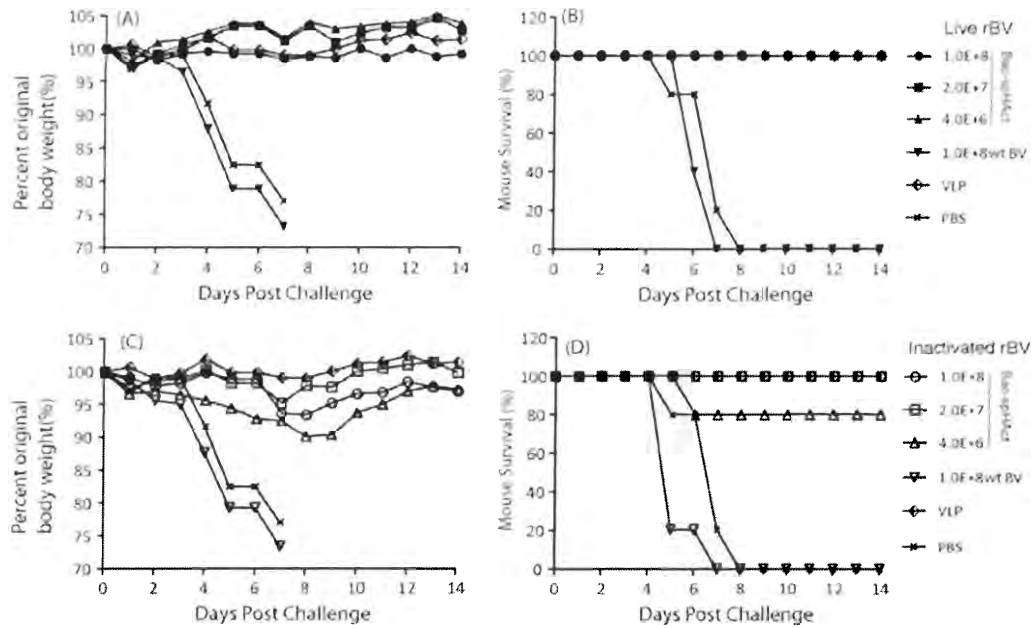 (A)
105
100
95
90
85
80
75
70
Percent original
body weight(%)
0 2 4 6 8 10 12 14
Days Post Challenge
(B)
120
100
80
60
40
20
0
Mouse Survival (%)
0 2 4 6 8 10 12 14
Days Post Challenge
Live rBV
1.0E+8
2.0E+7
4.0E+6
1.0E+8wt BV
VLP
PBS
(C)
105
100
95
90
85
80
75
70
Percent original
body weight(%)
0 2 4 6 8 10 12 14
Days Post Challenge
(D)
120
100
80
60
40
20
0
Mouse Survival (%)
0 2 4 6 8 10 12 14
Days Post Challenge
Inactivated rBV
1.0E+8
2.0E+7
4.0E+6
1.0E+8wt BV
VLP
PBS